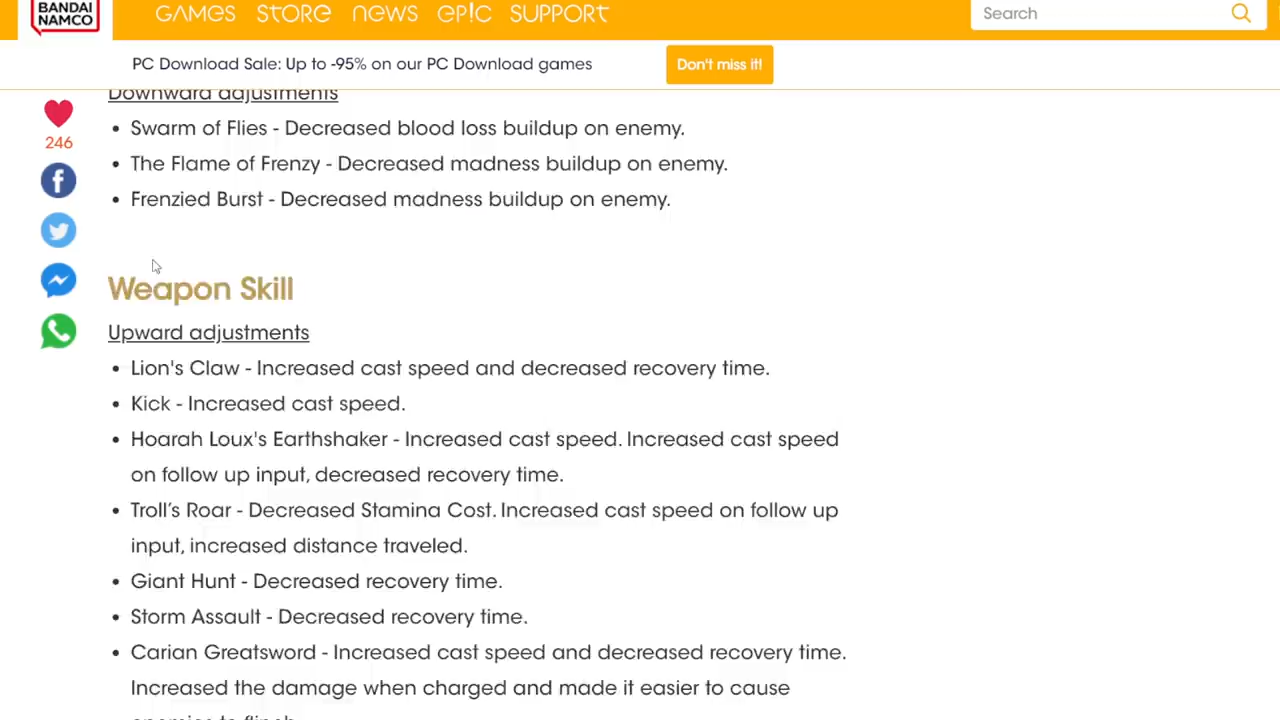 BANDAI
NAMCO
GAMES STORE NEWS EPIC SUPPORT
Search
PC Download Sale: Up to -95% on our PC Download games
Don't miss it!
Downward adjustments
246
• Swarm of Flies - Decreased blood loss buildup on enemy.
• The Flame of Frenzy - Decreased madness buildup on enemy.
• Frenzied Burst - Decreased madness buildup on enemy.
Weapon Skill
Upward adjustments
• Lion's Claw - Increased cast speed and decreased recovery time.
• Kick - Increased cast speed.
• Hoarah Loux's Earthshaker - Increased cast speed. Increased cast speed
on follow up input, decreased recovery time.
• Troll’s Roar - Decreased Stamina Cost. Increased cast speed on follow up
input, increased distance traveled.
• Giant Hunt - Decreased recovery time.
• Storm Assault - Decreased recovery time.
• Carian Greatsword - Increased cast speed and decreased recovery time.
Increased the damage when charged and made it easier to cause